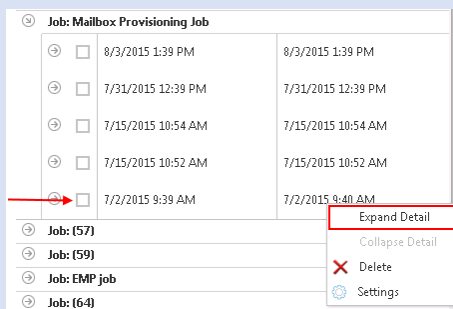 Job: Mailbox Provisioning Job
8/3/2015 1:39 PM 8/3/2015 1:39 PM
7/31/2015 12:39 PM 7/31/2015 12:39 PM
7/15/2015 10:54 AM 7/15/2015 10:54 AM
7/15/2015 10:52 AM 7/15/2015 10:52 AM
7/2/2015 9:39 AM 7/2/2015 9:40 AM
Expand Detail
Job: (57)
Collapse Detail
Job: (59)
Delete
Job: EMP job
Settings
Job: (64)